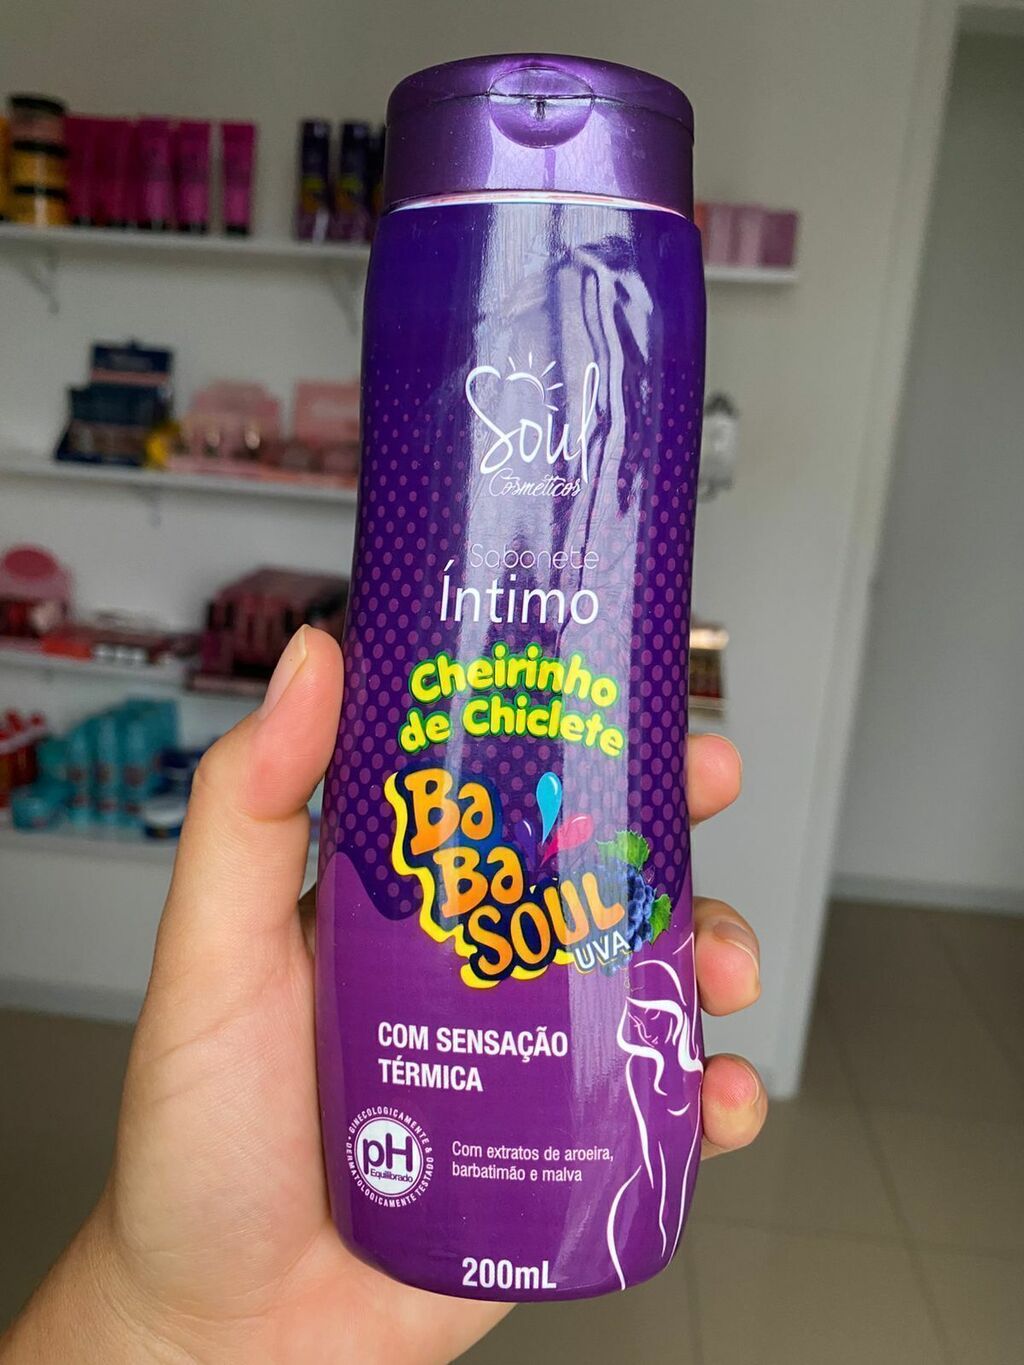 Soul
Cosméticos
Sabonete
Íntimo
Cheirinho
de Chiclete
BA
BA
SOUL
UVA
COM SENSAÇÃO
TÉRMICA
GINECOLOGICAMENTE & DERMATOLOGICAMENTE TESTADO
pH
Equilibrado
Com extratos de aroeira,
barbatimão e malva
200mL